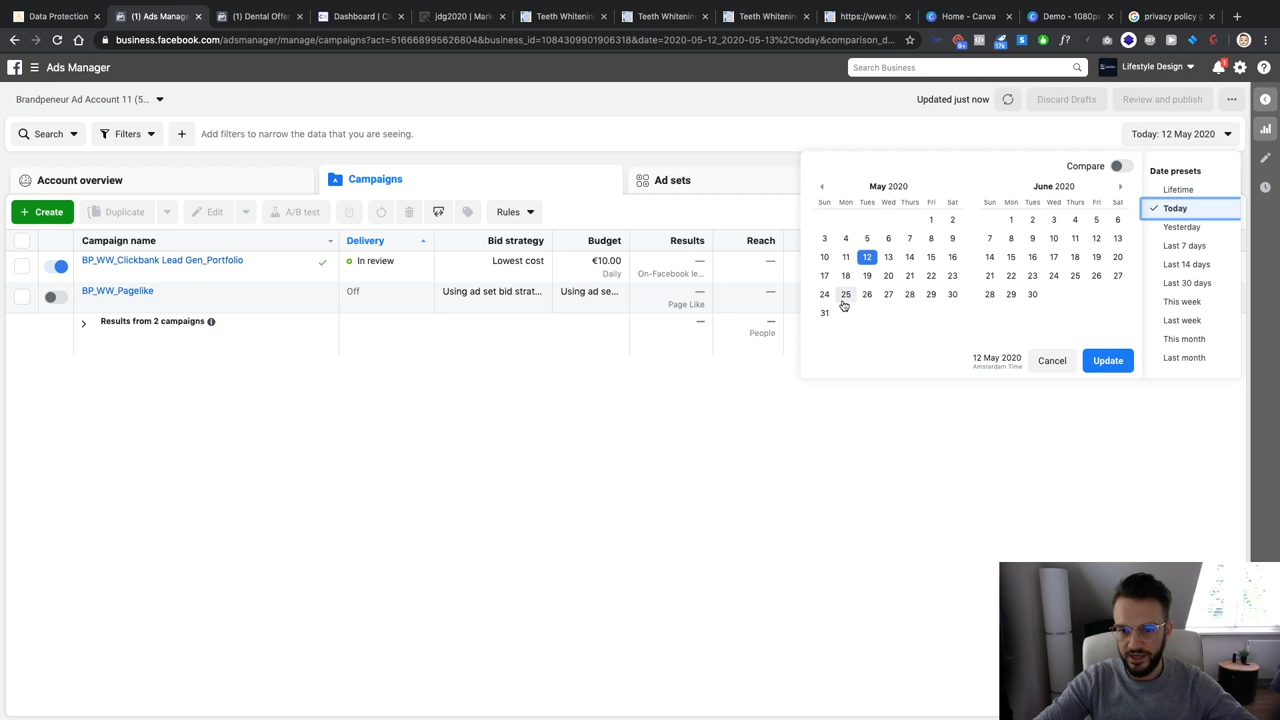 Data Protection
(1) Ads Manag
(1) Dental Offer
Dashboard | Cl
jdg2020 | Mark
Teeth Whitenin
Teeth Whitenin
Teeth Whitenin
https://www.te
Home - Canva
Demo - 1080p
privacy policy g
business.facebook.com/adsmanager/manage/campaigns?act=516668995626804&business_id=1084309901906318&date=2020-05-12_2020-05-13%2Ctoday&comparison_d...
Ads Manager
Search Business
Lifestyle Design
1
Brandpeneur Ad Account 11 (5...
Updated just now
Discard Drafts
Review and publish
Search
Filters
Add filters to narrow the data that you are seeing.
Today: 12 May 2020
Account overview
Campaigns
Ad sets
Create
Duplicate
Edit
A/B test
Rules
Campaign name
Delivery
Bid strategy
Budget
Results
Reach
BP_WW_Clickbank Lead Gen_Portfolio
In review
Lowest cost
€10.00
Daily
—
On-Facebook le...
—
BP_WW_Pagelike
Off
Using ad set bid strat...
Using ad se...
—
Page Like
—
Results from 2 campaigns
—
—
People
Compare
May 2020
June 2020
Sun Mon Tues Wed Thurs Fri Sat
1 2
3 4 5 6 7 8 9
10 11 12 13 14 15 16
17 18 19 20 21 22 23
24 25 26 27 28 29 30
31
Sun Mon Tues Wed Thurs Fri Sat
1 2 3 4 5 6
7 8 9 10 11 12 13
14 15 16 17 18 19 20
21 22 23 24 25 26 27
28 29 30
12 May 2020
Amsterdam Time
Cancel
Update
Date presets
Lifetime
Today
Yesterday
Last 7 days
Last 14 days
Last 30 days
This week
Last week
This month
Last month